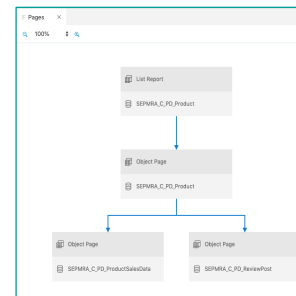 Pages
100%
List Report
SEPMRA_C_PD_Product
Object Page
SEPMRA_C_PD_Product
Object Page
SEPMRA_C_PD_ProductSalesData
Object Page
SEPMRA_C_PD_ReviewPost